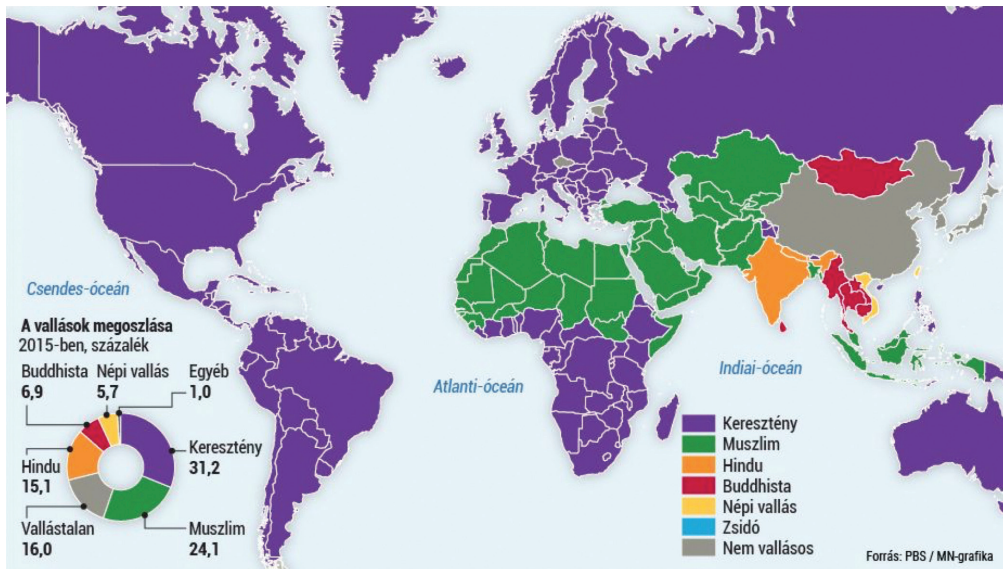 Csendes-óceán
A vallások megoszlása
2015-ben, százalék
Buddhista
6,9
Népi vallás
5,7
Egyéb
1,0
Keresztény
31,2
Hindu
15,1
Vallástalan
16,0
Muszlim
24,1
Atlanti-óceán
Indiai-óceán
Keresztény
Muszlim
Hindu
Buddhista
Népi vallás
Zsidó
Nem vallásos
Forrás: PBS / MN-grafika